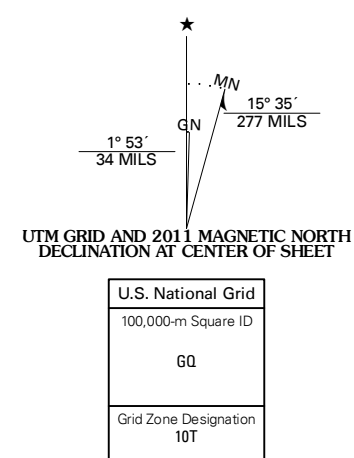 ★
MN
15° 35´
277 MILS
GN
1° 53´
34 MILS
UTM GRID AND 2011 MAGNETIC NORTH
DECLINATION AT CENTER OF SHEET
U.S. National Grid
100,000-m Square ID
GQ
Grid Zone Designation
10T